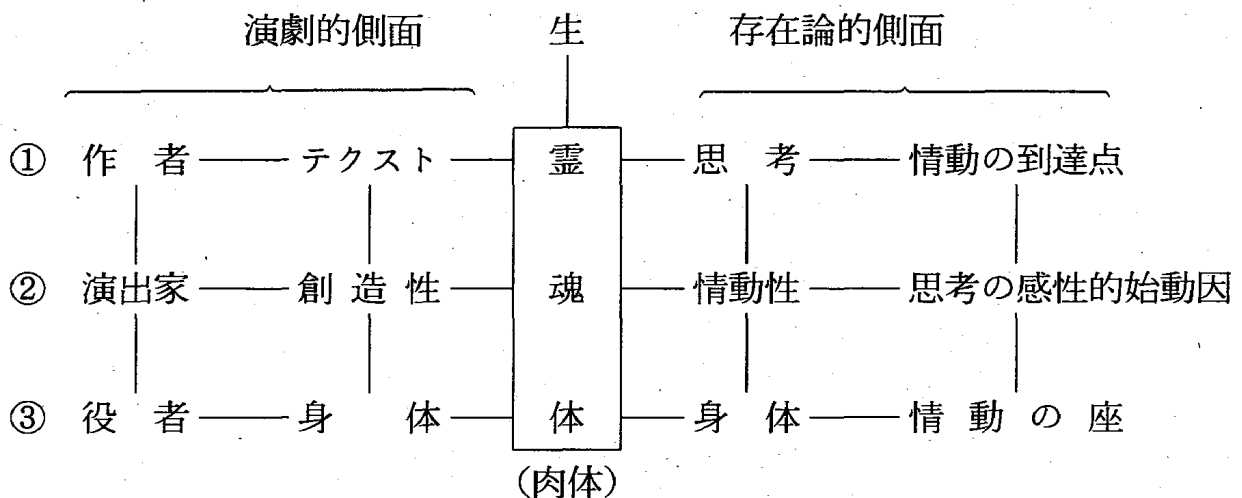 演劇的側面 生 存在論的側面
① 作者 テクスト 霊 思考 情動の到達点
② 演出家 創造性 魂 情動性 思考の感性的始動因
③ 役者 身体 体 身体 情動の座
(肉体)